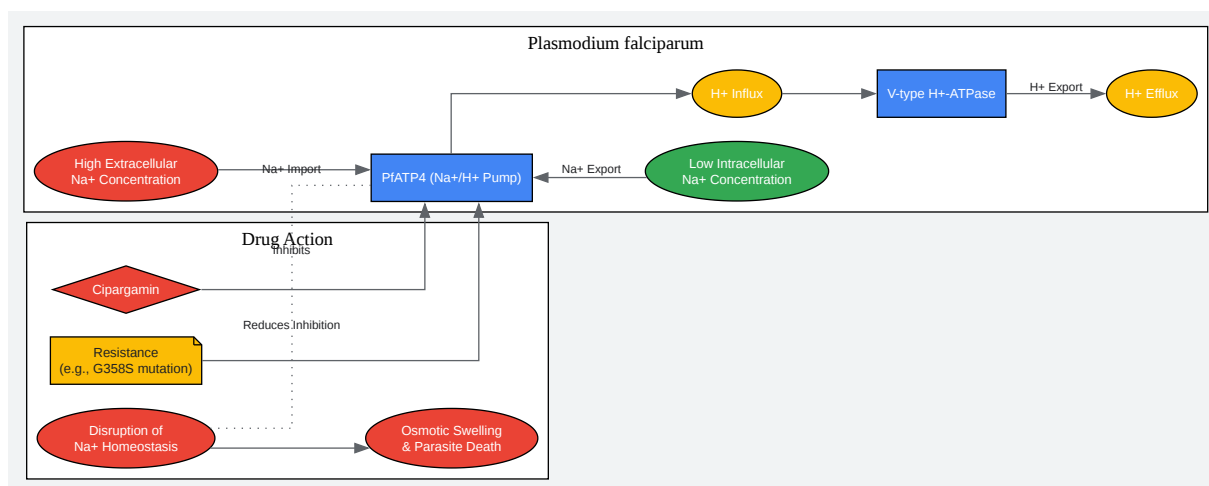 Plasmodium falciparum
H+ Influx
V-type H+-ATPase
H+ Export
H+ Efflux
High Extracellular
Na+ Concentration
Na+ Import
PfATP4 (Na+/H+ Pump)
Na+ Export
Low Intracellular
Na+ Concentration
Drug Action
Inhibits
Cipargamin
Reduces Inhibition
Resistance
(e.g., G358S mutation)
Disruption of
Na+ Homeostasis
Osmotic Swelling
& Parasite Death